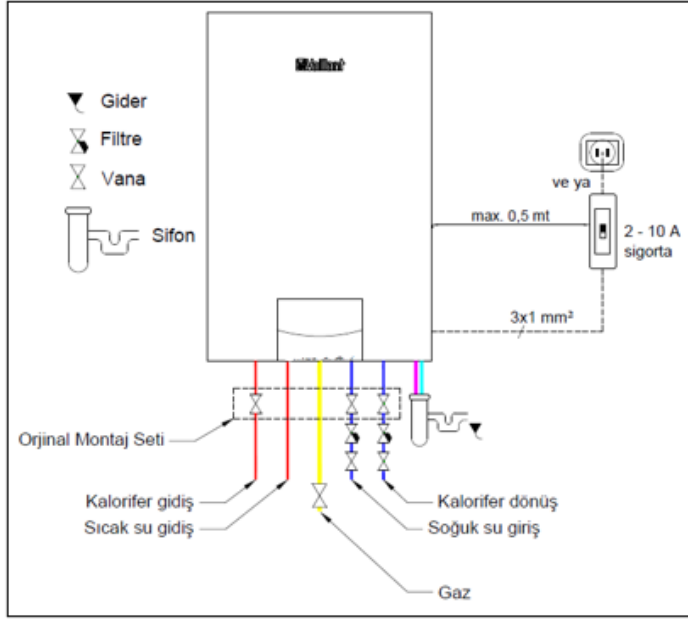 Vaillant
Gider
Filtre
Vana
Sifon
ve ya
max. 0,5 mt
2 - 10 A
sigorta
3x1 mm²
Orjinal Montaj Seti
Kalorifer gidiş
Sıcak su gidiş
Kalorifer dönüş
Soğuk su giriş
Gaz